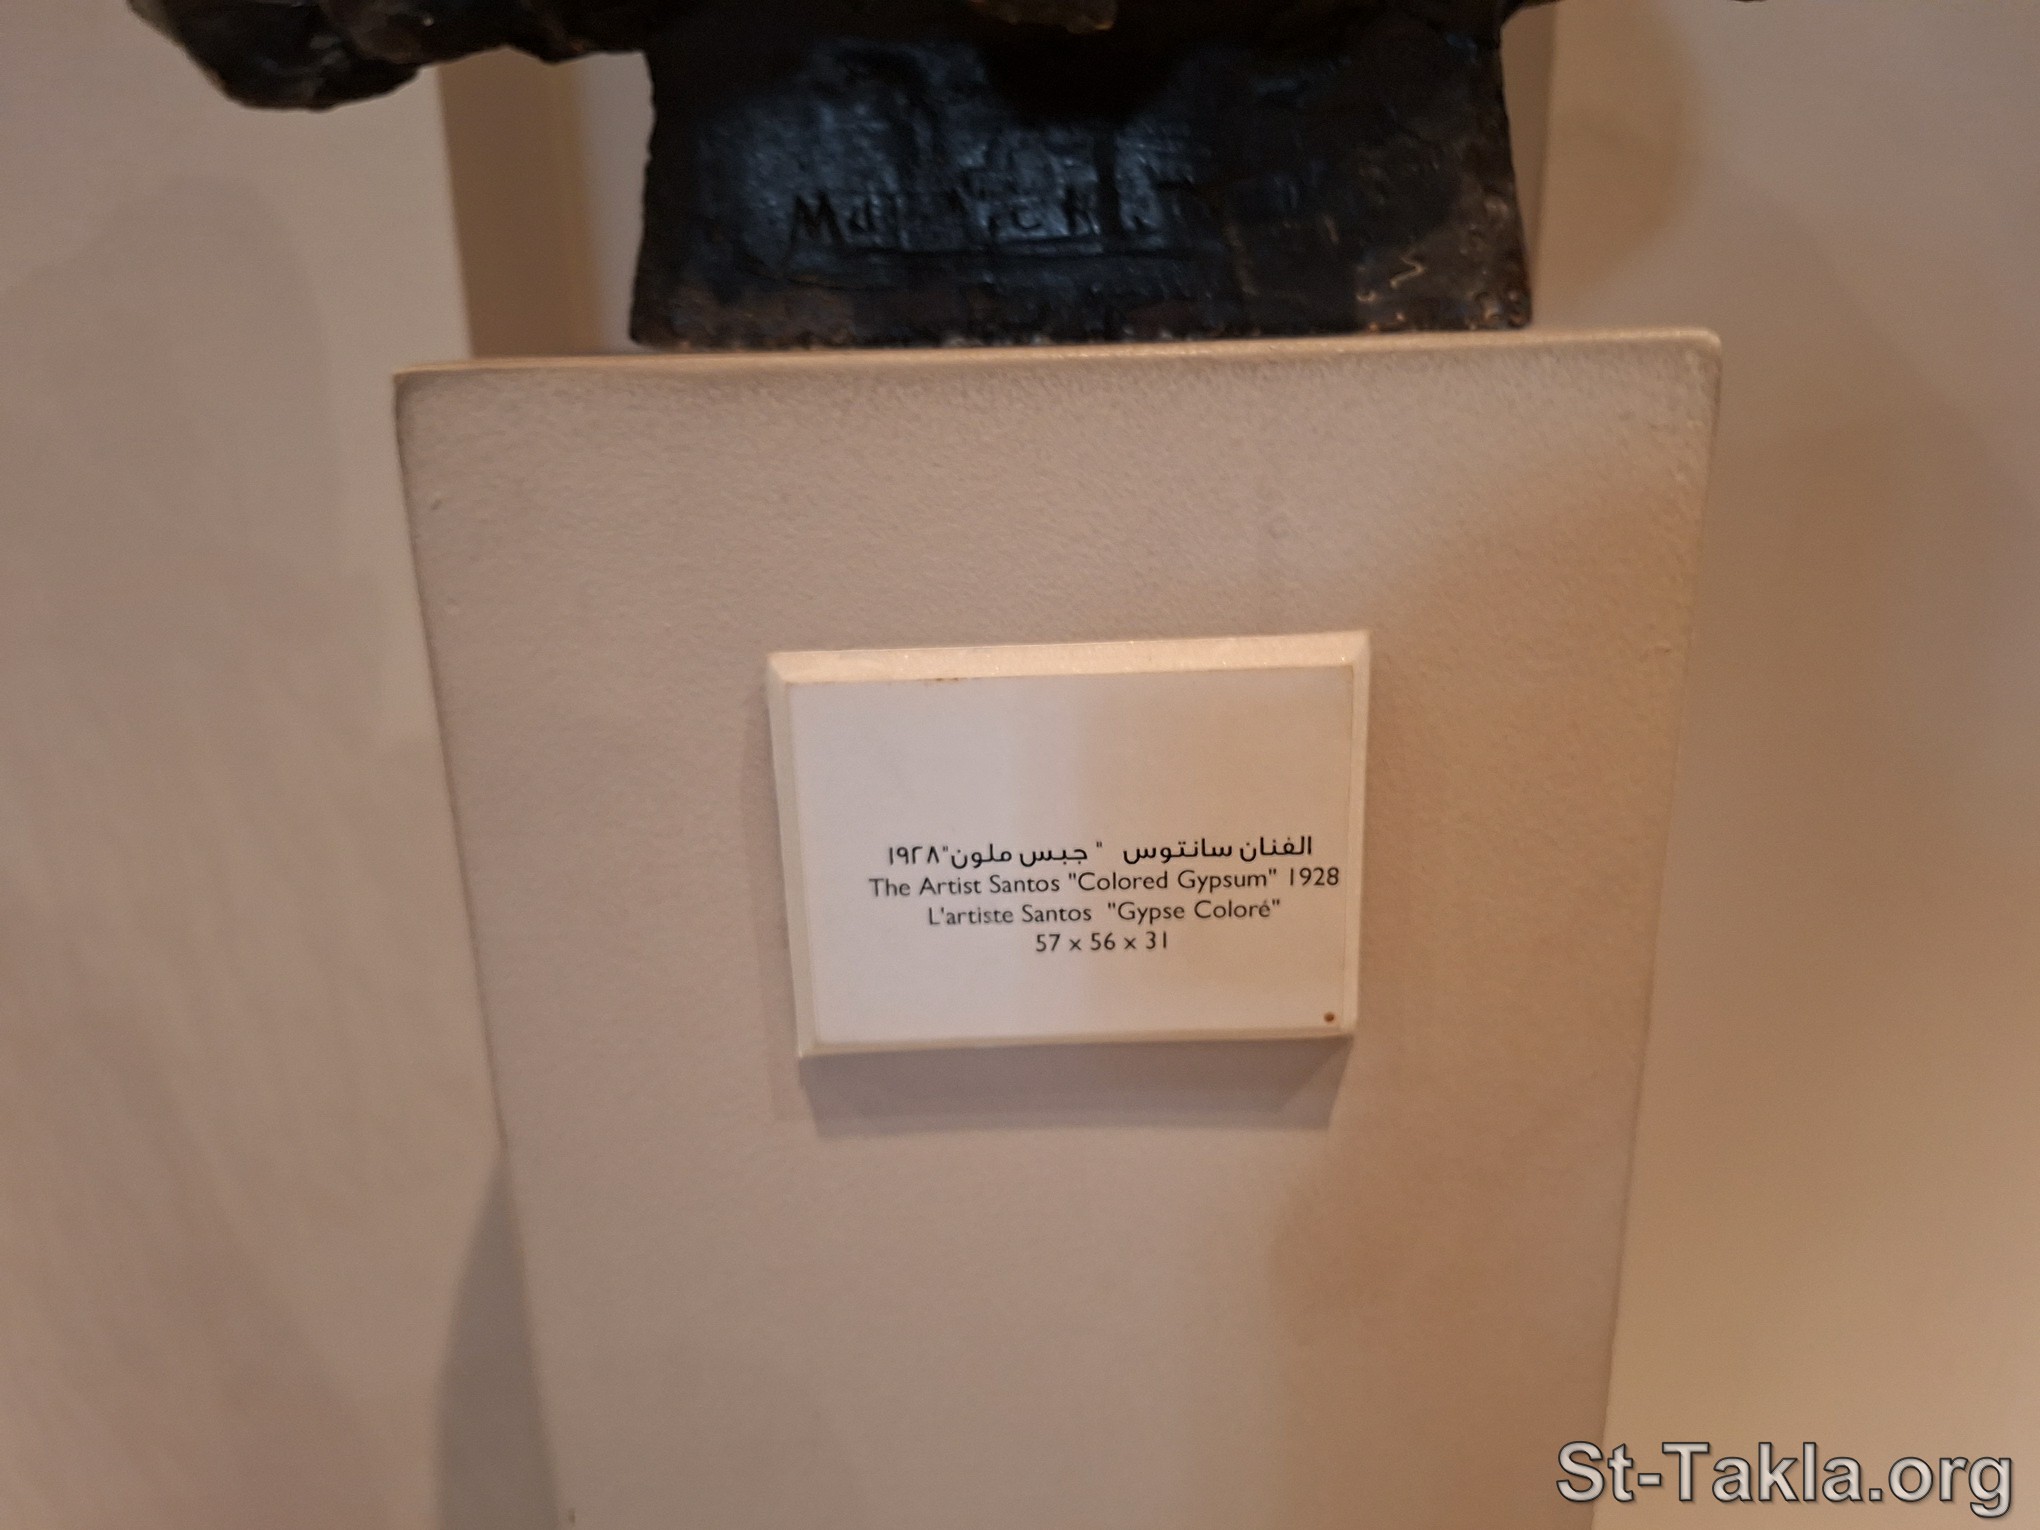 الفنان سانتوس " جبس ملون" ١٩٢٨
The Artist Santos "Colored Gypsum" 1928
L'artiste Santos "Gypse Coloré"
57 x 56 x 31
St-Takla.org